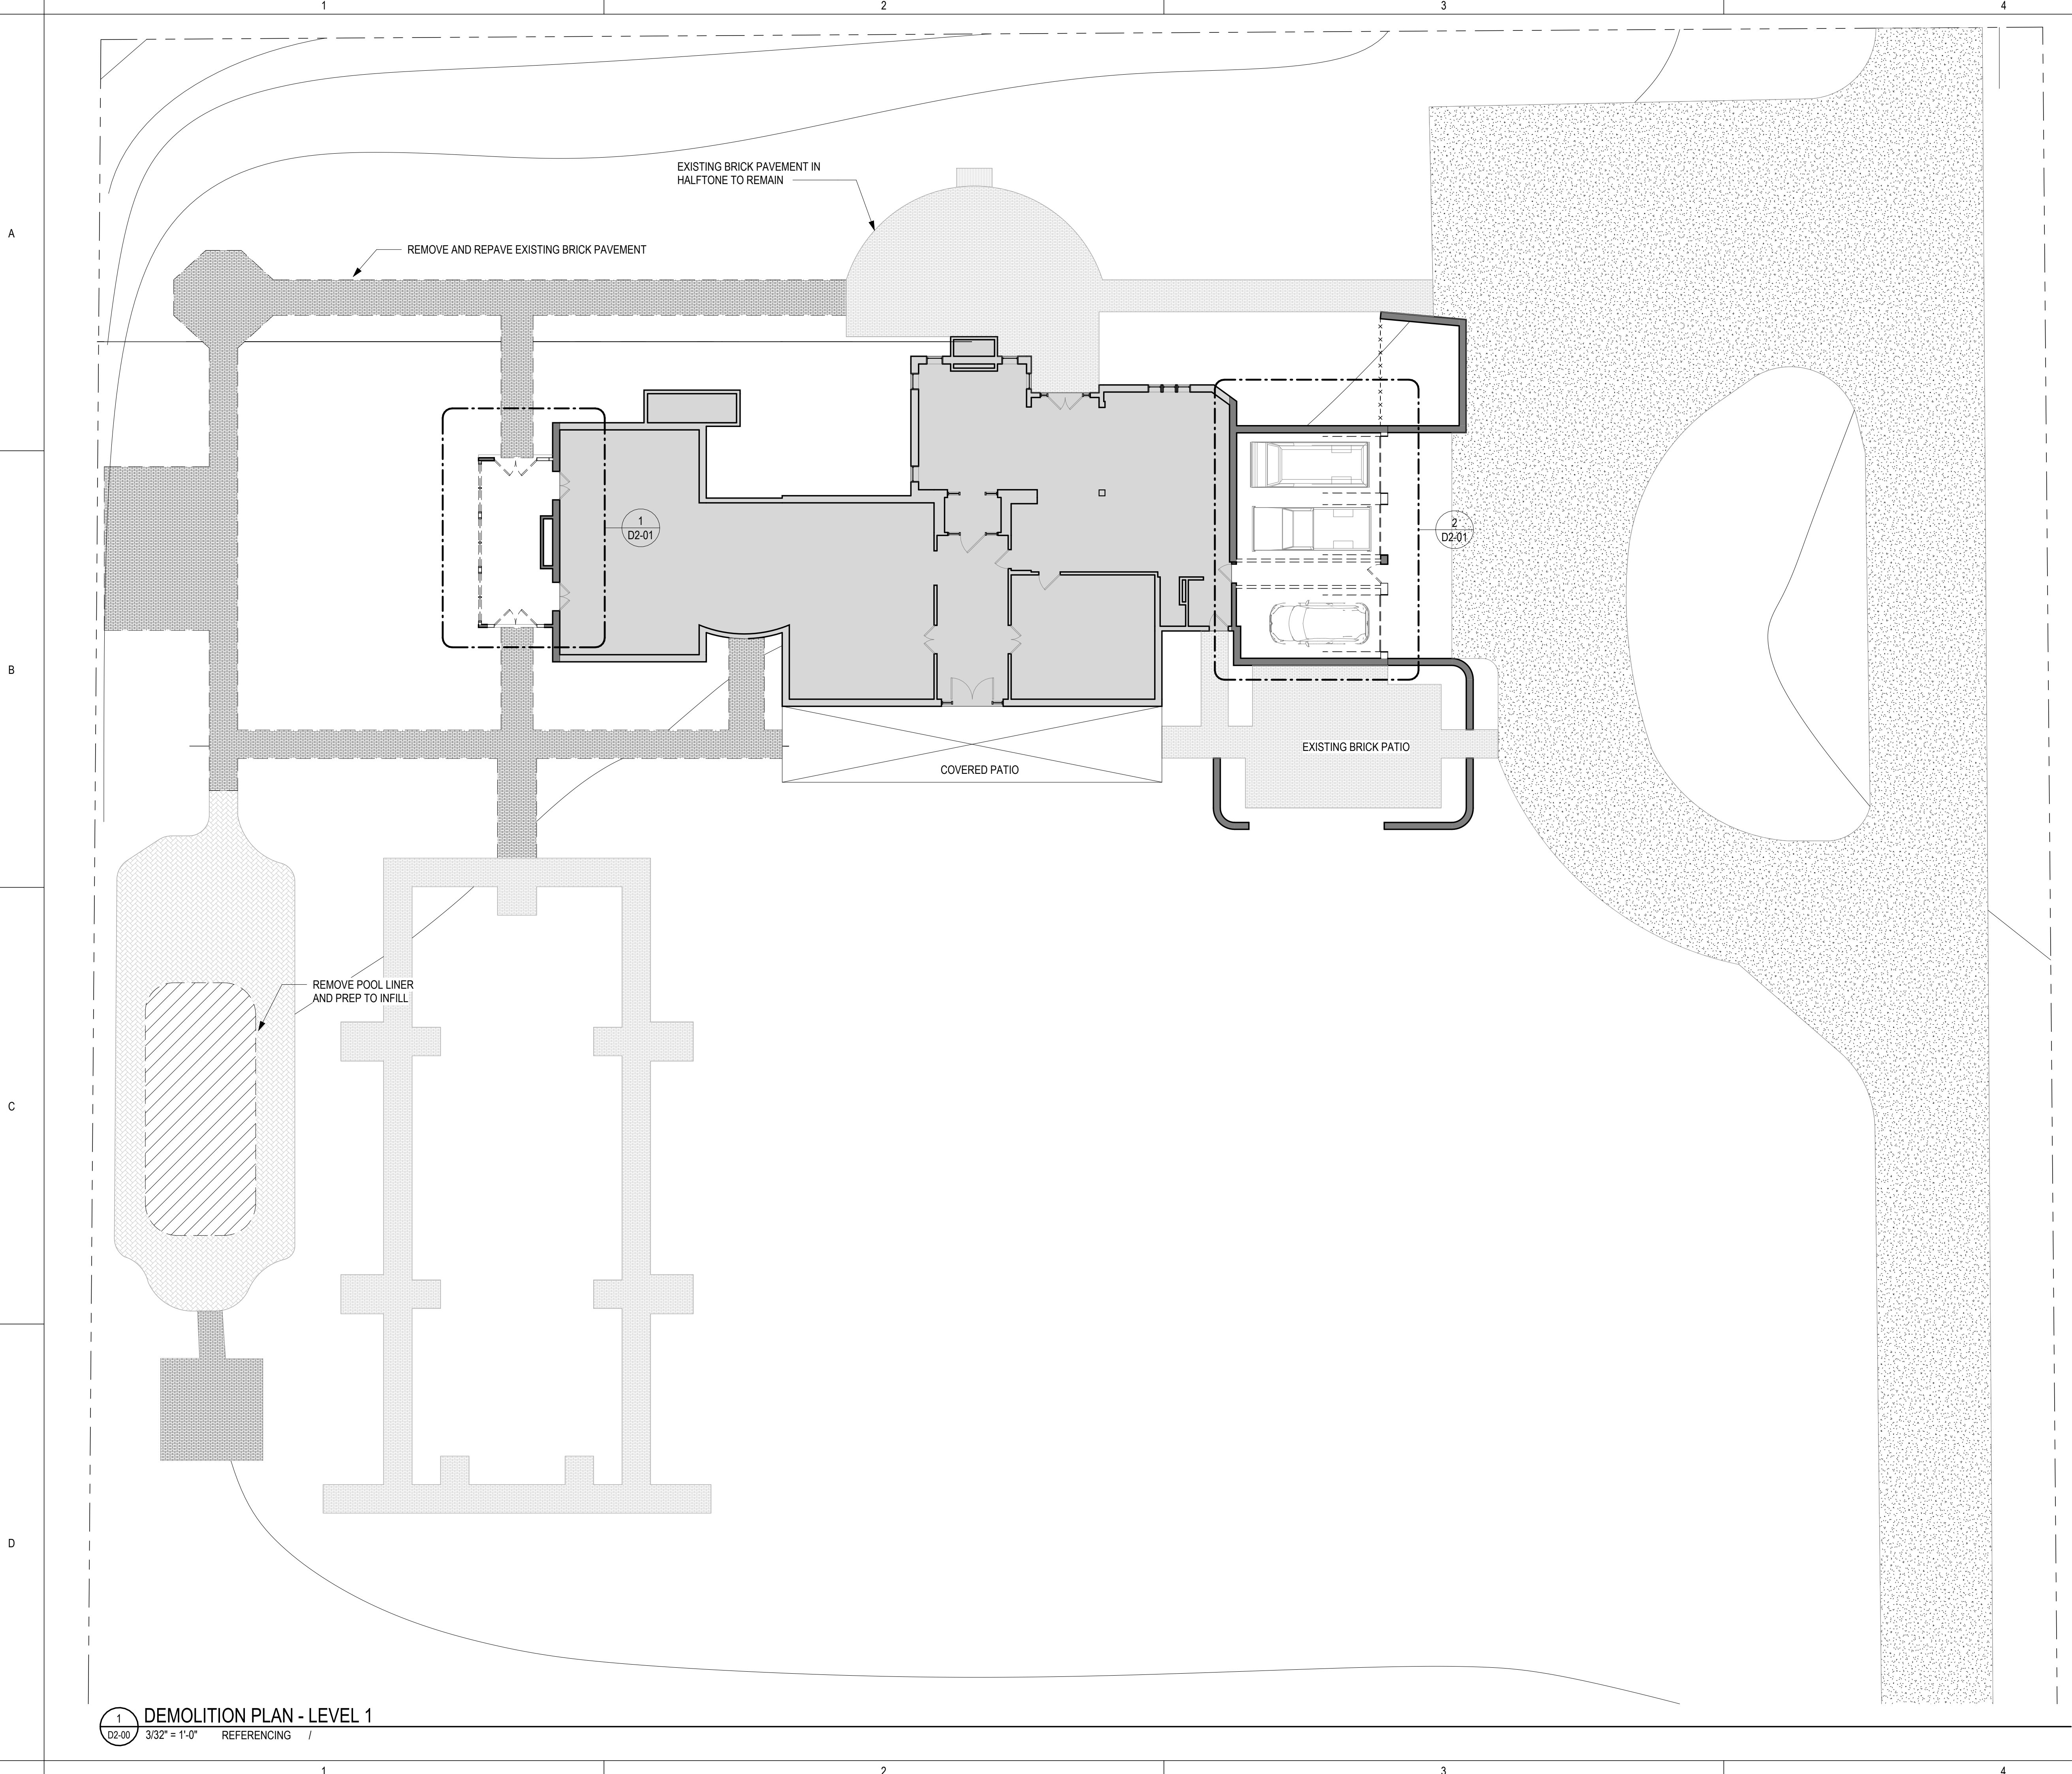 1 2 3 4
EXISTING BRICK PAVEMENT IN
HALFTONE TO REMAIN
A
REMOVE AND REPAVE EXISTING BRICK PAVEMENT
1
D2-01
2
D2-01
B
EXISTING BRICK PATIO
COVERED PATIO
REMOVE POOL LINER
AND PREP TO INFILL
C
D
1
D2-00
DEMOLITION PLAN - LEVEL 1
3/32" = 1'-0" REFERENCING /
1 2 3 4